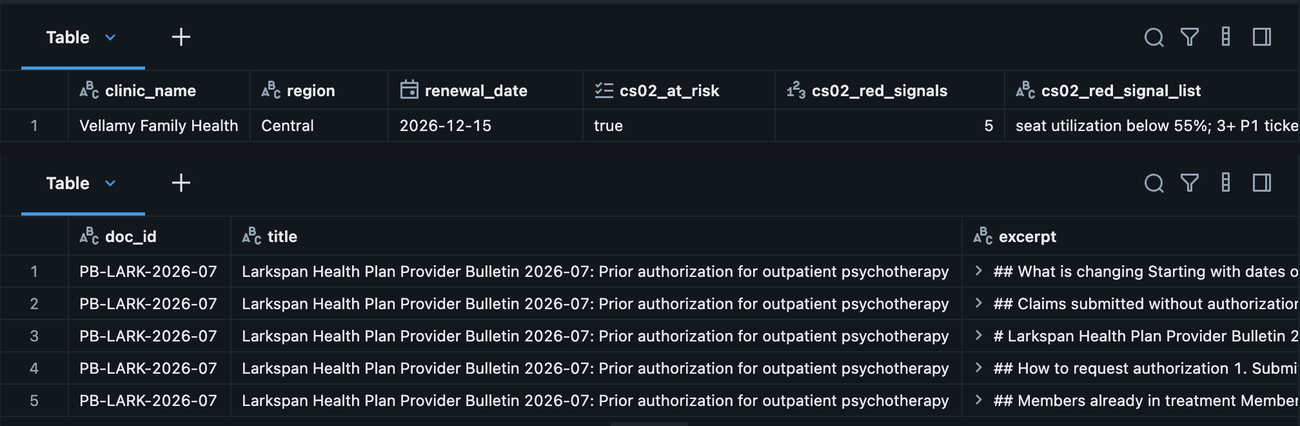 Table
clinic_name region renewal_date cs02_at_risk cs02_red_signals cs02_red_signal_list
1 Vellamy Family Health Central 2026-12-15 true 5 seat utilization below 55%; 3+ P1 ticke
Table
doc_id title excerpt
1 PB-LARK-2026-07 Larkspan Health Plan Provider Bulletin 2026-07: Prior authorization for outpatient psychotherapy ## What is changing Starting with dates o
2 PB-LARK-2026-07 Larkspan Health Plan Provider Bulletin 2026-07: Prior authorization for outpatient psychotherapy ## Claims submitted without authorization
3 PB-LARK-2026-07 Larkspan Health Plan Provider Bulletin 2026-07: Prior authorization for outpatient psychotherapy # Larkspan Health Plan Provider Bulletin 2
4 PB-LARK-2026-07 Larkspan Health Plan Provider Bulletin 2026-07: Prior authorization for outpatient psychotherapy ## How to request authorization 1. Submi
5 PB-LARK-2026-07 Larkspan Health Plan Provider Bulletin 2026-07: Prior authorization for outpatient psychotherapy ## Members already in treatment Member